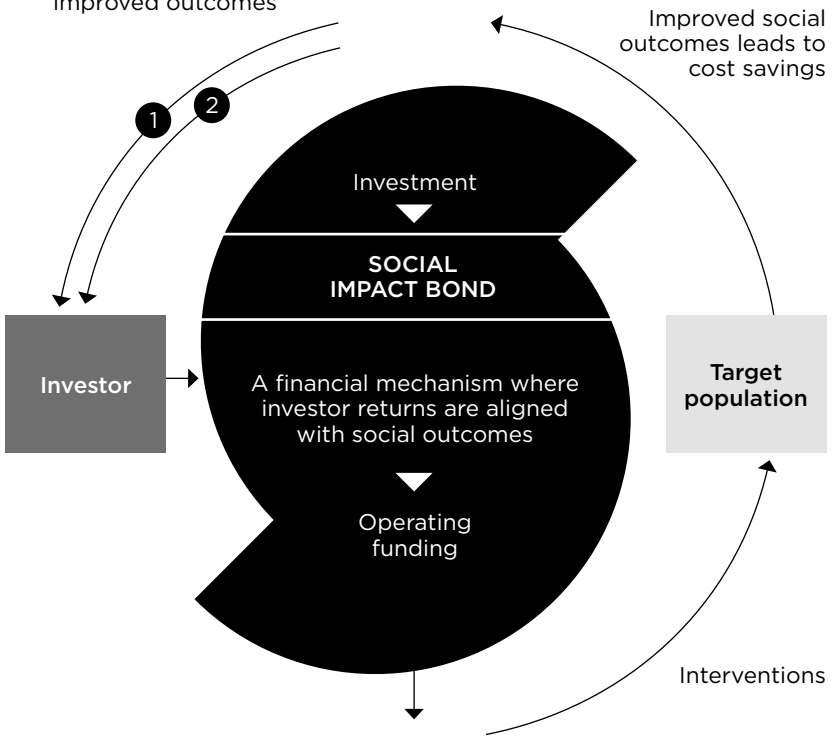 improved outcomes
Improved social
outcomes leads to
cost savings
1
2
Investment
SOCIAL
IMPACT BOND
Investor
A financial mechanism where
investor returns are aligned
with social outcomes
Target
population
Operating
funding
Interventions